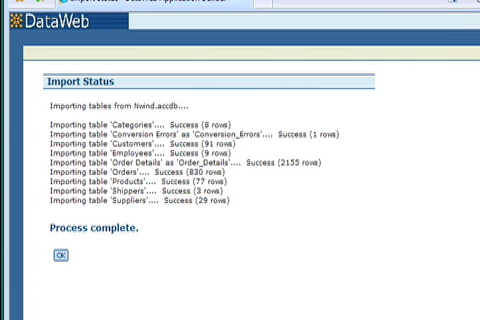 DataWeb
Import Status
Importing tables from Nwind.accdb....
Importing table 'Categories'.... Success (8 rows)
Importing table 'Conversion Errors' as 'Conversion_Errors'.... Success (1 rows)
Importing table 'Customers'.... Success (91 rows)
Importing table 'Employees'.... Success (9 rows)
Importing table 'Order Details' as 'Order_Details'.... Success (2155 rows)
Importing table 'Orders'.... Success (830 rows)
Importing table 'Products'.... Success (77 rows)
Importing table 'Shippers'.... Success (3 rows)
Importing table 'Suppliers'.... Success (29 rows)
Process complete.
OK